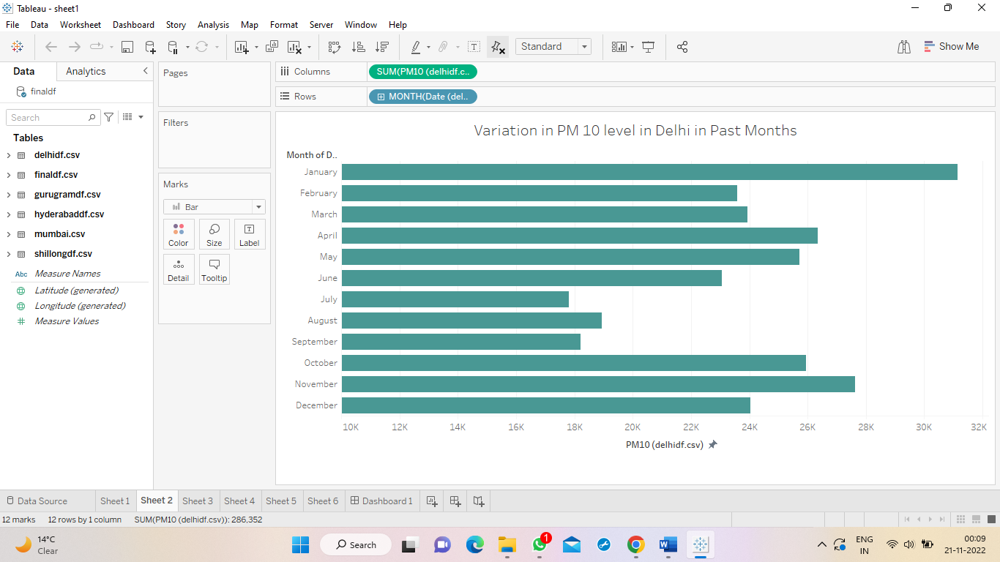 Tableau - sheet1
File Data Worksheet Dashboard Story Analysis Map Format Server Window Help
Standard
Show Me
Data Analytics
finaldf
Search
Tables
delhidf.csv
finaldf.csv
gurugramdf.csv
hyderabaddf.csv
mumbai.csv
shillongdf.csv
Abc Measure Names
Latitude (generated)
Longitude (generated)
# Measure Values
Pages
Filters
Marks
Bar
Color Size Label
Detail Tooltip
Columns SUM(PM10 (delhidf.c..
Rows MONTH(Date (del..
Variation in PM 10 level in Delhi in Past Months
Month of D..
January
February
March
April
May
June
July
August
September
October
November
December
10K 12K 14K 16K 18K 20K 22K 24K 26K 28K 30K 32K
PM10 (delhidf.csv)
Data Source Sheet 1 Sheet 2 Sheet 3 Sheet 4 Sheet 5 Sheet 6 Dashboard 1
12 marks 12 rows by 1 column SUM(PM10 (delhidf.csv)): 286,352
14°C
Clear
Search
1
ENG
IN
00:09
21-11-2022